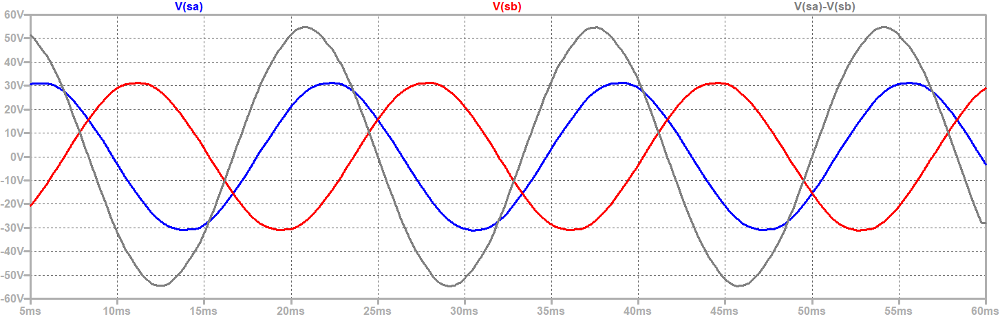 V(sa) V(sb) V(sa)-V(sb)
60V
50V
40V
30V
20V
10V
0V
-10V
-20V
-30V
-40V
-50V
-60V
5ms 10ms 15ms 20ms 25ms 30ms 35ms 40ms 45ms 50ms 55ms 60ms